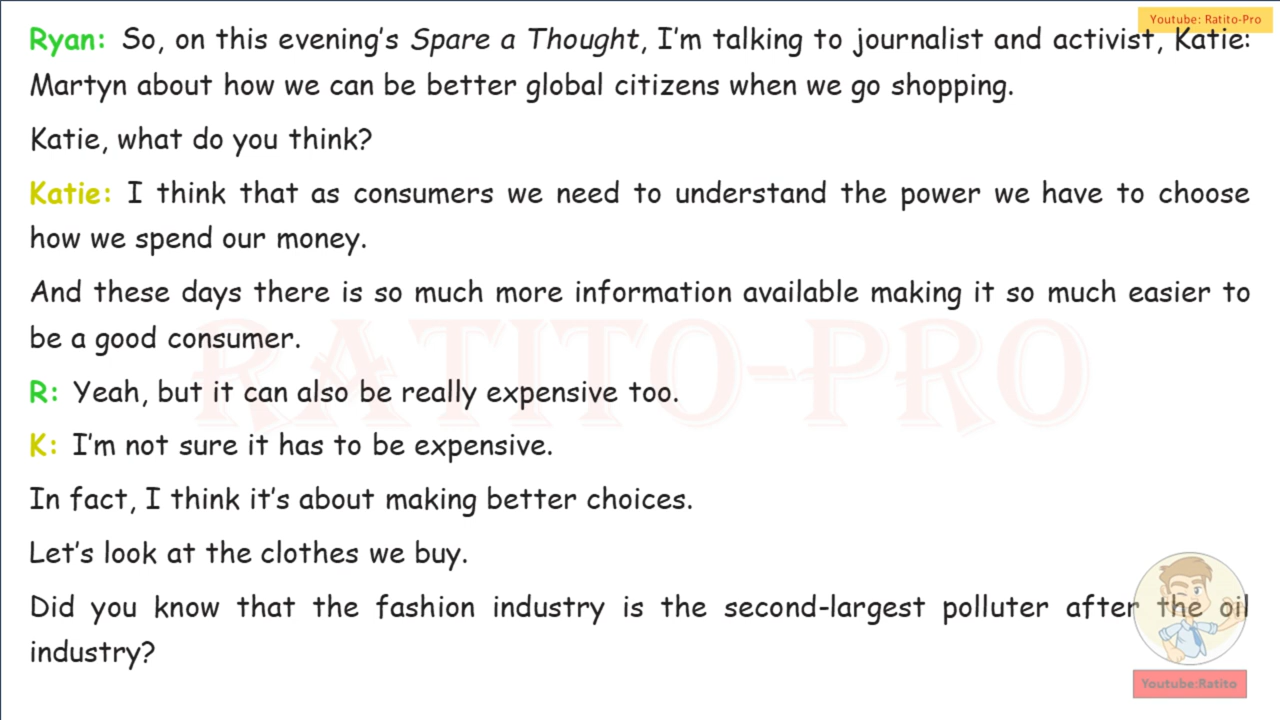 Youtube: Ratito-Pro
Ryan: So, on this evening's Spare a Thought, I'm talking to journalist and activist, Katie:
Martyn about how we can be better global citizens when we go shopping.
Katie, what do you think?
Katie: I think that as consumers we need to understand the power we have to choose
how we spend our money.
And these days there is so much more information available making it so much easier to
be a good consumer.
RATITO-PRO
R: Yeah, but it can also be really expensive too.
K: I'm not sure it has to be expensive.
In fact, I think it's about making better choices.
Let's look at the clothes we buy.
Did you know that the fashion industry is the second-largest polluter after the oil
industry?
Youtube:Ratito